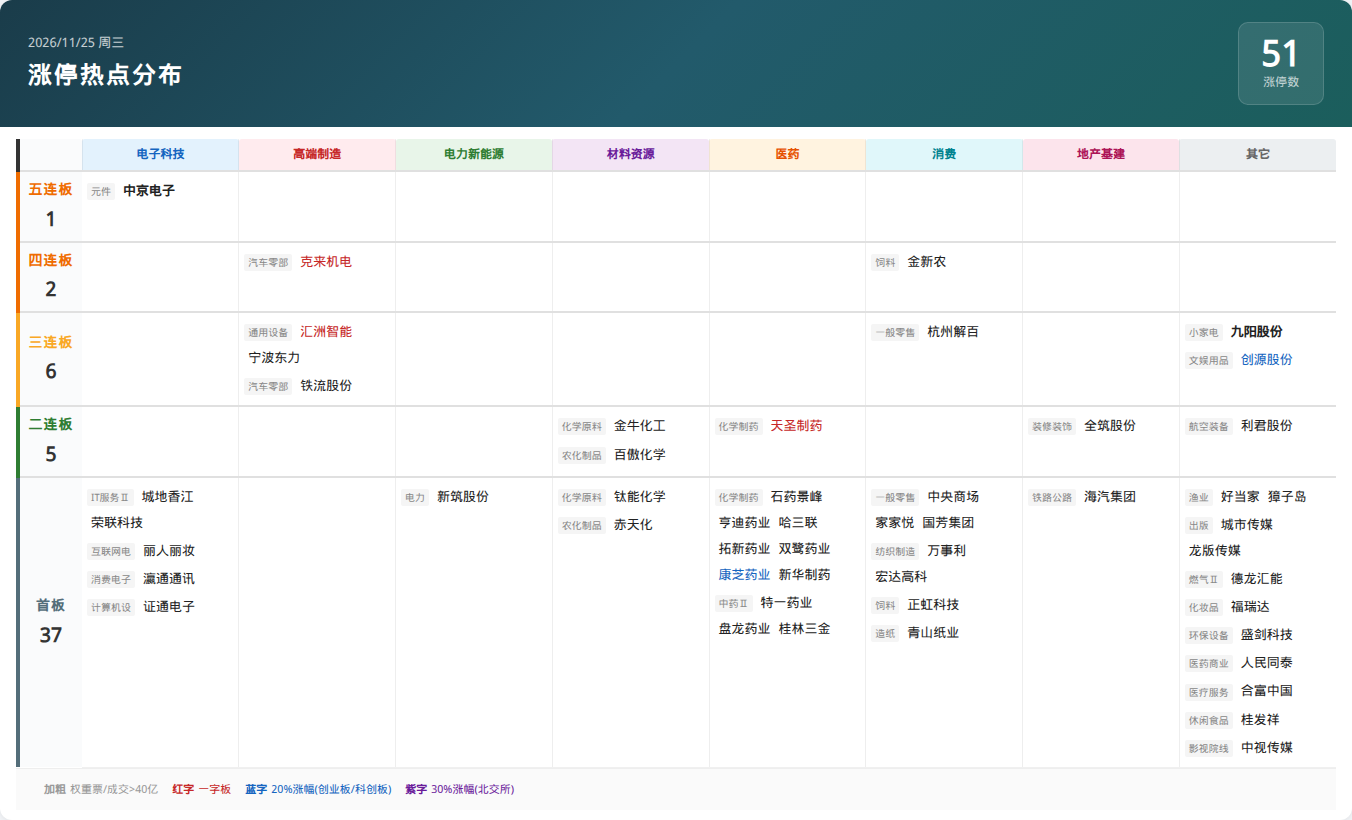 2026/11/25 周三
涨停热点分布
51
涨停数
电子科技 高端制造 电力新能源 材料资源 医药 消费 地产基建 其它
五连板
1
元件 中京电子
四连板
2
汽车零部 克来机电
饲料 金新农
三连板
6
通用设备 汇洲智能
宁波东力
汽车零部 铁流股份
一般零售 杭州解百
小家电 九阳股份
文娱用品 创源股份
二连板
5
化学原料 金牛化工
农化制品 百傲化学
化学制药 天圣制药
装修装饰 全筑股份
航空装备 利君股份
首板
37
IT服务Ⅱ 城地香江
荣联科技
互联网电 丽人丽妆
消费电子 瀛通通讯
计算机设 证通电子
电力 新筑股份
化学原料 钛能化学
农化制品 赤天化
化学制药 石药景峰
亨迪药业 哈三联
拓新药业 双鹭药业
康芝药业 新华制药
中药Ⅱ 特一药业
盘龙药业 桂林三金
一般零售 中央商场
家家悦 国芳集团
纺织制造 万事利
宏达高科
饲料 正虹科技
造纸 青山纸业
铁路公路 海汽集团
渔业 好当家 獐子岛
出版 城市传媒
龙版传媒
燃气Ⅱ 德龙汇能
化妆品 福瑞达
环保设备 盛剑科技
医药商业 人民同泰
医疗服务 合富中国
休闲食品 桂发祥
影视院线 中视传媒
加粗 权重票/成交>40亿 红字 一字板 蓝字 20%涨幅(创业板/科创板) 紫字 30%涨幅(北交所)